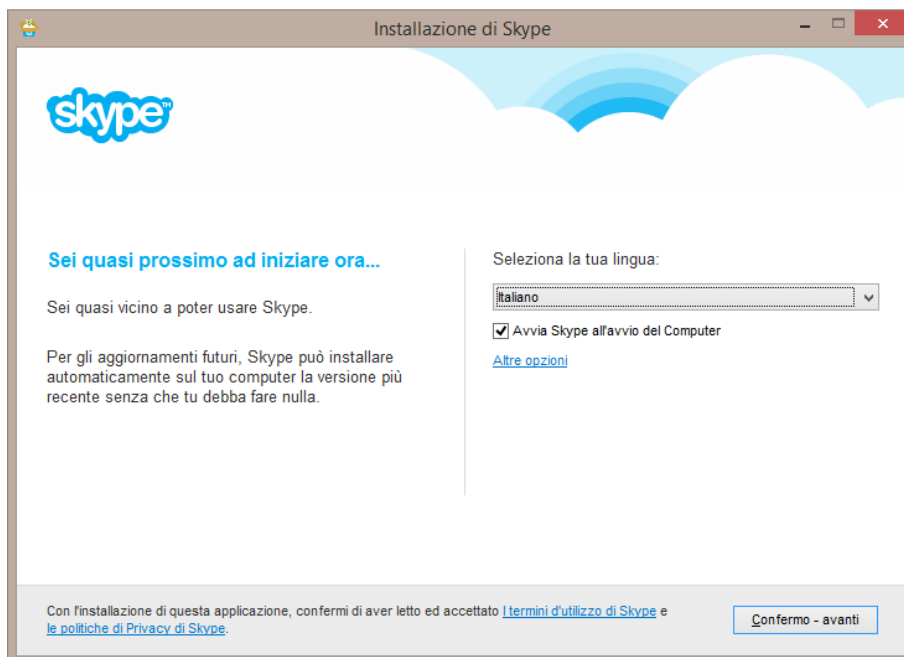 Installazione di Skype
skype™
Sei quasi prossimo ad iniziare ora...
Sei quasi vicino a poter usare Skype.
Per gli aggiornamenti futuri, Skype può installare
automaticamente sul tuo computer la versione più
recente senza che tu debba fare nulla.
Seleziona la tua lingua:
Italiano
Avvia Skype all'avvio del Computer
Altre opzioni
Con l'installazione di questa applicazione, confermi di aver letto ed accettato I termini d'utilizzo di Skype e
le politiche di Privacy di Skype.
Confermo - avanti